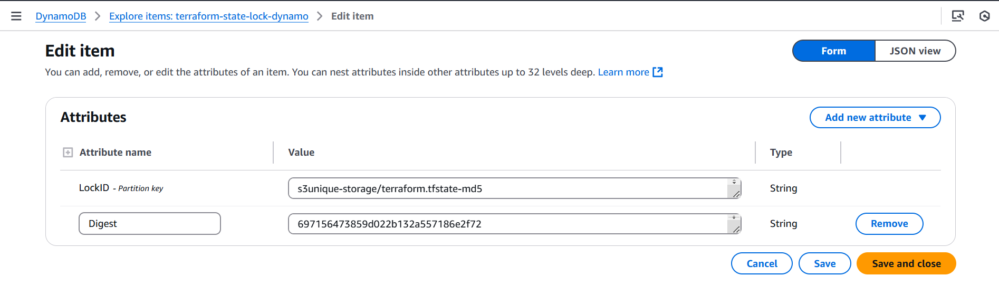 DynamoDB > Explore items: terraform-state-lock-dynamo > Edit item
Edit item
Form JSON view
You can add, remove, or edit the attributes of an item. You can nest attributes inside other attributes up to 32 levels deep. Learn more
Attributes
Add new attribute
Attribute name Value Type
LockID - Partition key s3unique-storage/terraform.tfstate-md5 String
Digest 697156473859d022b132a557186e2f72 String Remove
Cancel Save Save and close